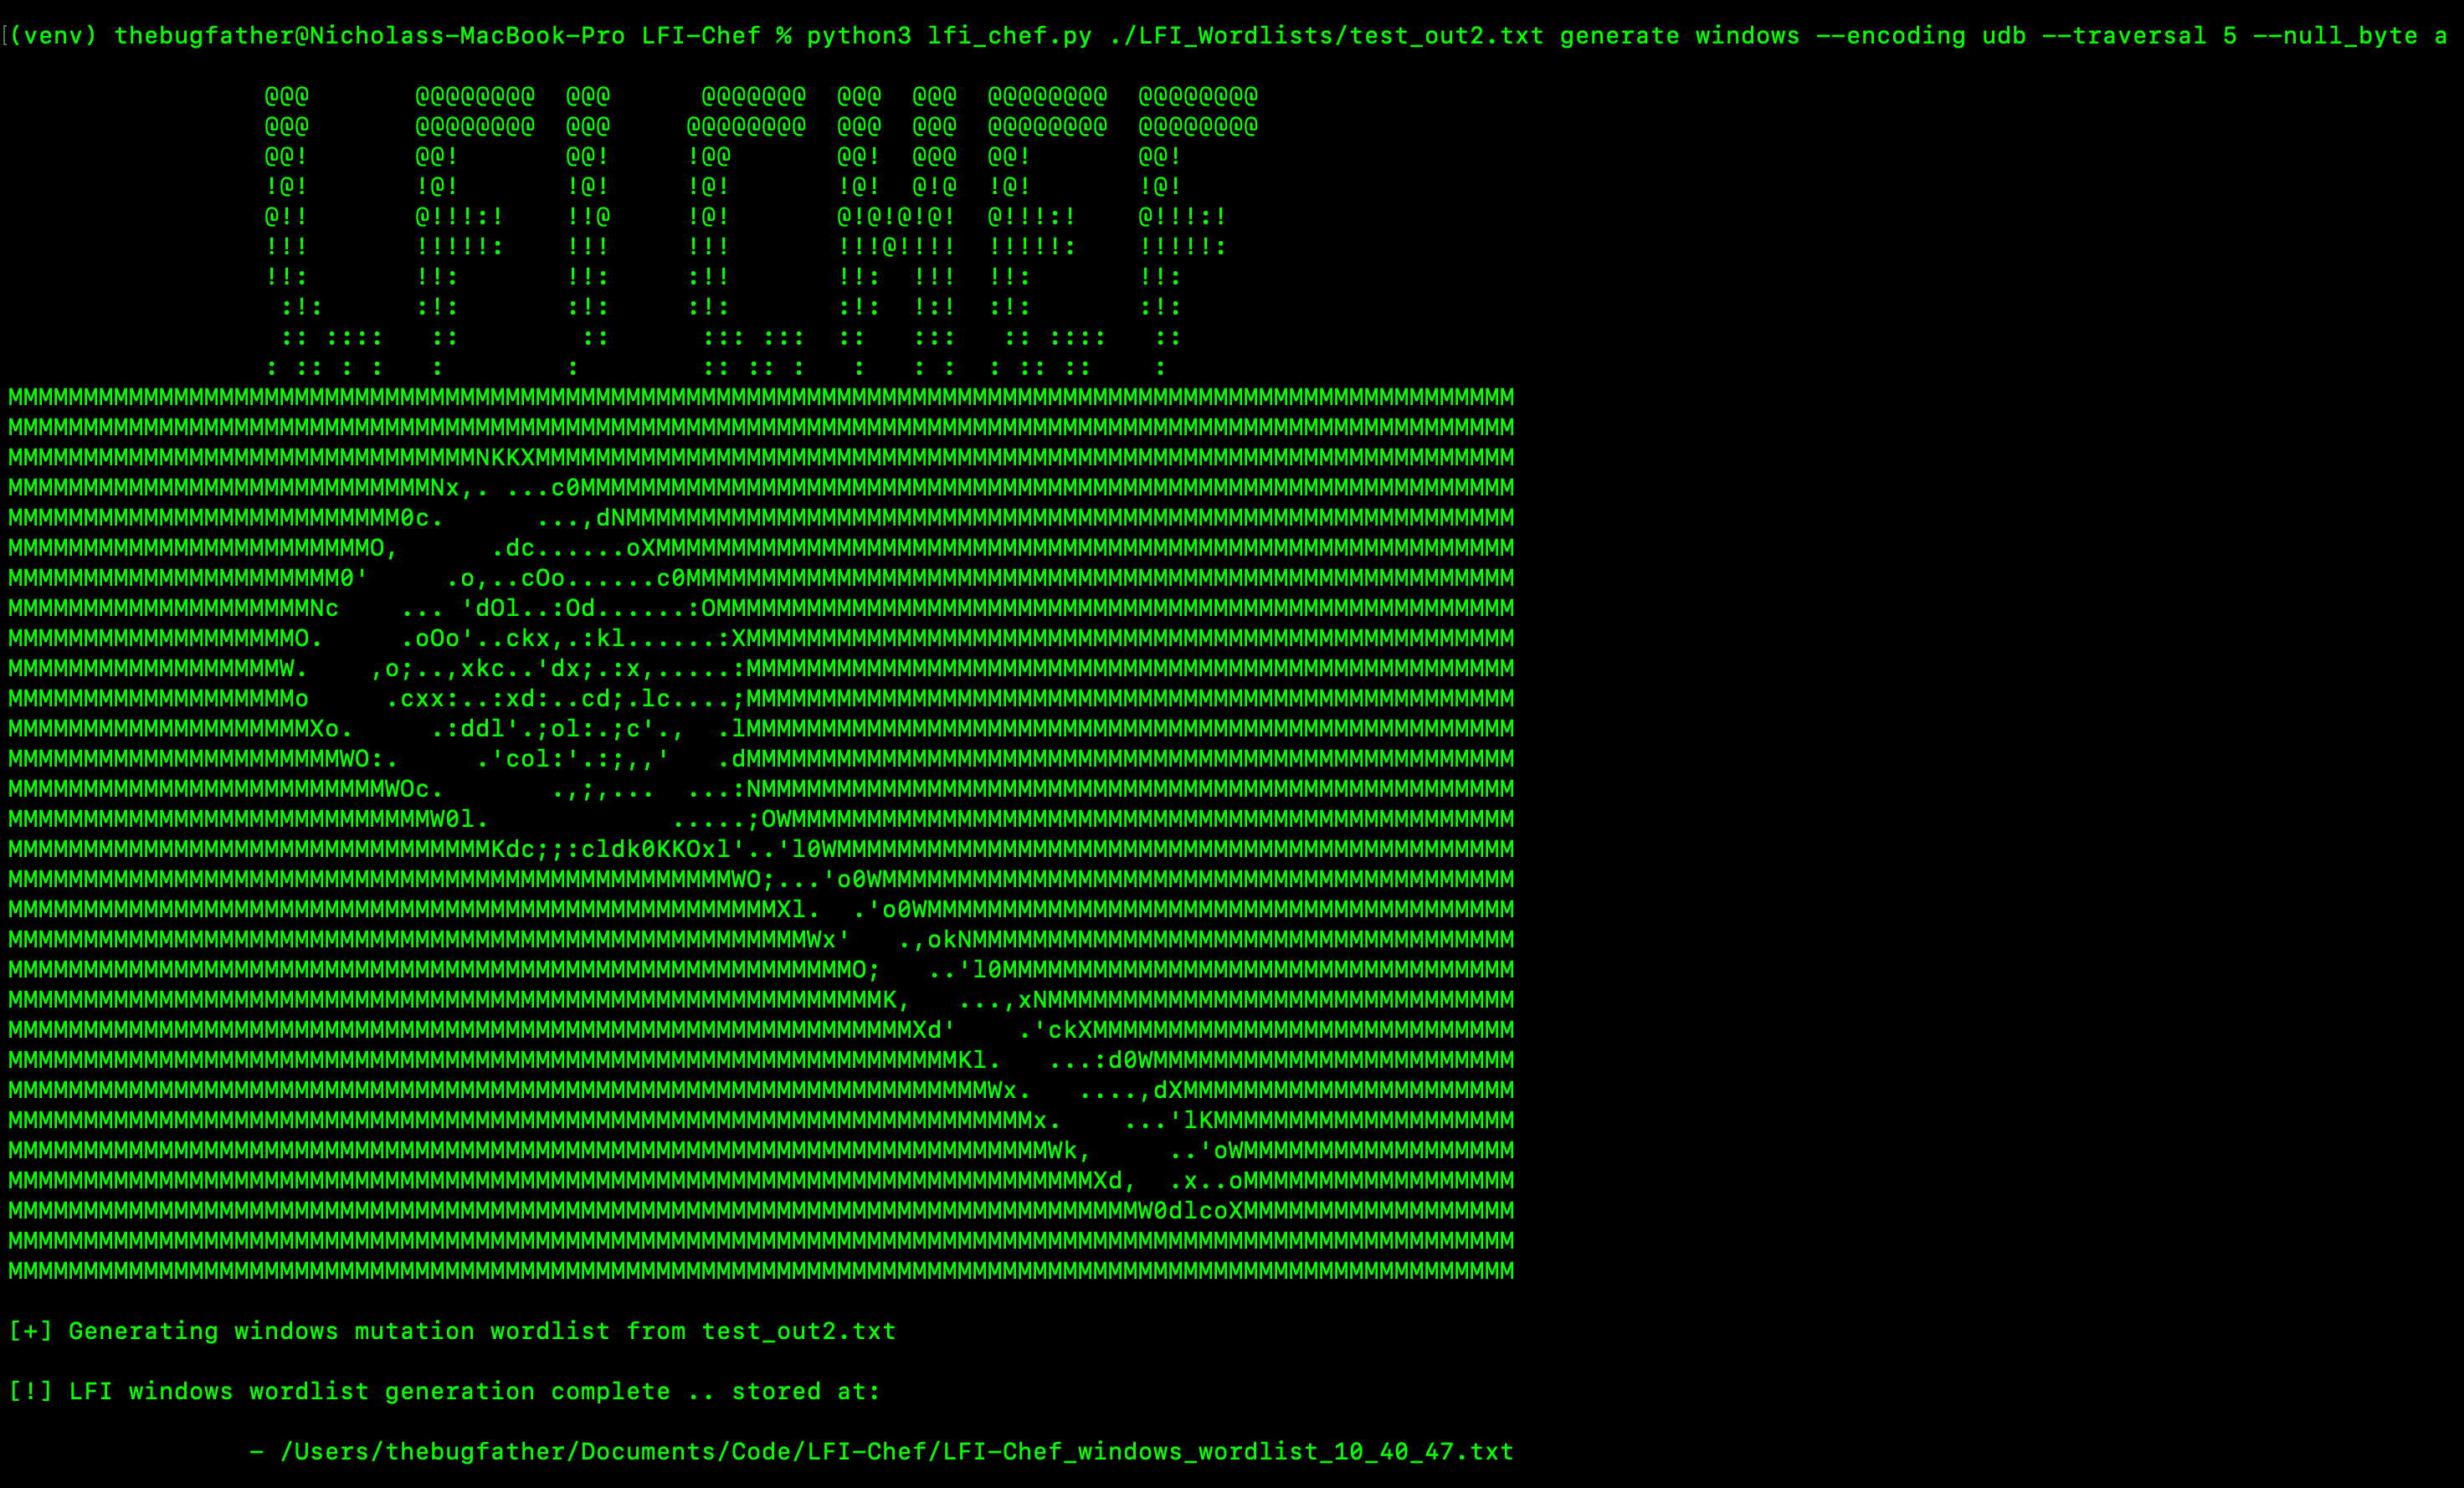 (venv) thebugfather@Nicholass-MacBook-Pro LFI-Chef % python3 lfi_chef.py ./LFI_Wordlists/test_out2.txt generate windows --encoding udb --traversal 5 --null_byte a
LFI CHEF
[+] Generating windows mutation wordlist from test_out2.txt
[!] LFI windows wordlist generation complete .. stored at:
- /Users/thebugfather/Documents/Code/LFI-Chef/LFI-Chef_windows_wordlist_10_40_47.txt